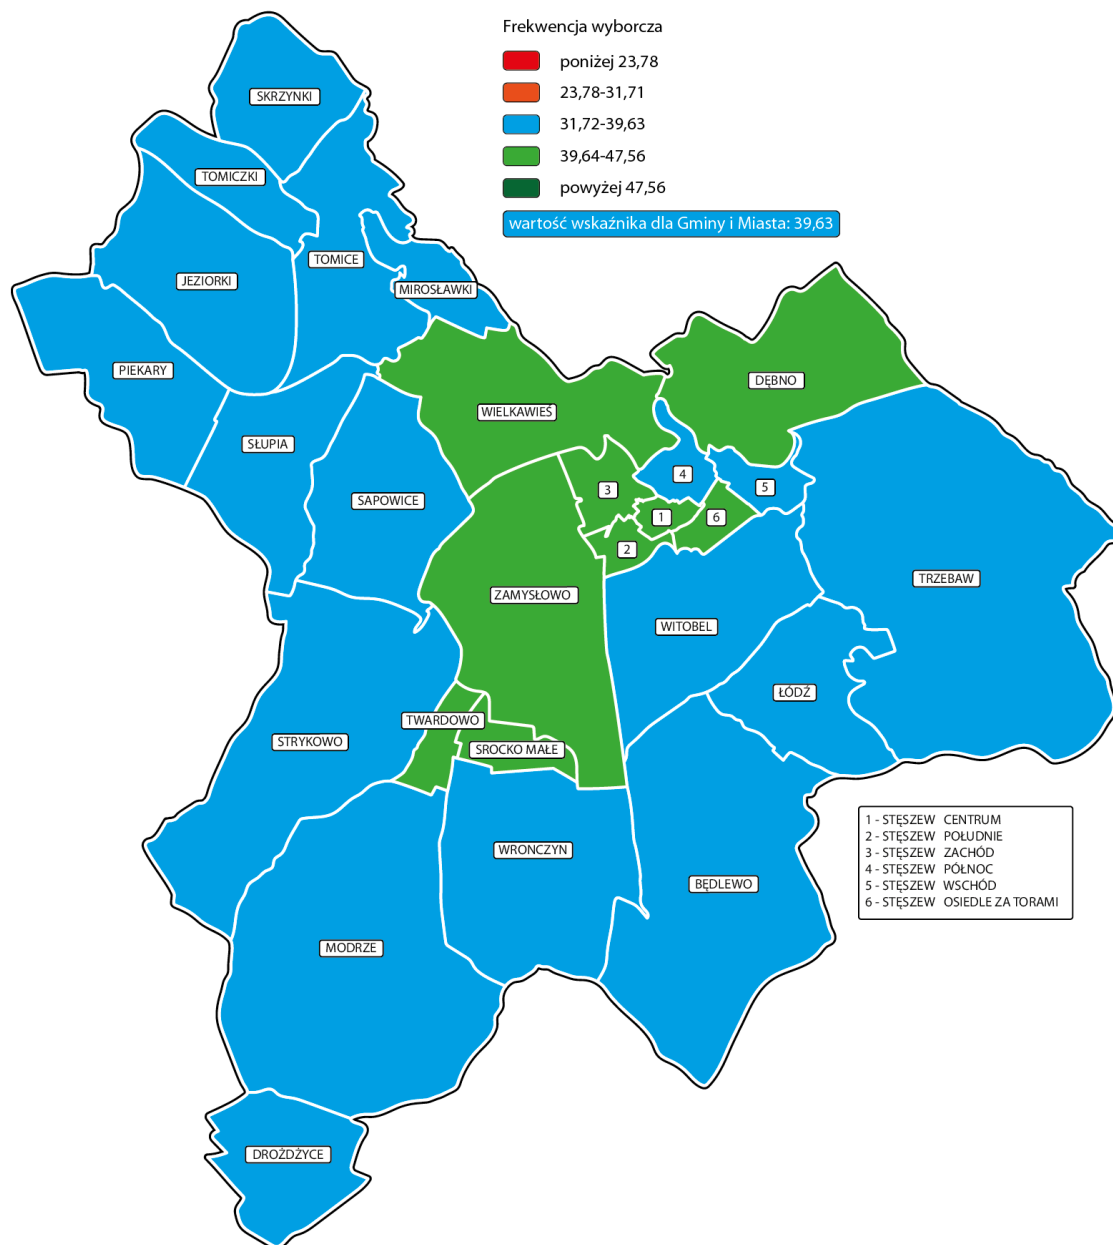 Frekwencja wyborcza
poniżej 23,78
23,78-31,71
31,72-39,63
39,64-47,56
powyżej 47,56
wartość wskaźnika dla Gminy i Miasta: 39,63
SKRZYNKI
TOMICZKI
TOMICE
JEZIORKI
MIROSŁAWKI
PIEKARY
DĘBNO
WIELKAWIEŚ
SŁUPIA
4
5
3
SAPOWICE
1
6
2
TRZEBAW
ZAMYSŁOWO
WITOBEL
ŁÓDŹ
TWARDOWO
STRYKOWO
SROCKO MAŁE
WRONCZYN
BĘDLEWO
1 - STĘSZEW CENTRUM
2 - STĘSZEW POŁUDNIE
3 - STĘSZEW ZACHÓD
4 - STĘSZEW PÓŁNOC
5 - STĘSZEW WSCHÓD
6 - STĘSZEW OSIEDLE ZA TORAMI
MODRZE
DROŻDŻYCE